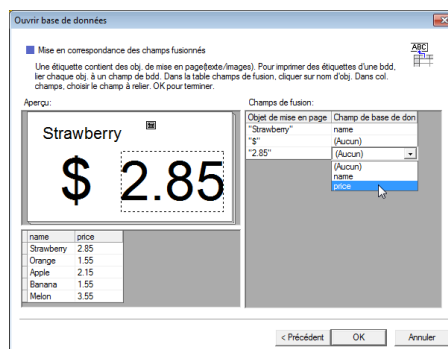 Ouvrir base de données
Mise en correspondance des champs fusionnés
ABC
Une étiquette contient des obj. de mise en page(texte/images). Pour imprimer des étiquettes d'une bdd,
lier chaque obj. à un champ de bdd. Dans la table champs de fusion, cliquer sur nom d'obj. Dans col.
champs, choisir le champ à relier. OK pour terminer.
Aperçu:
Strawberry
$ 2.85
name price
Strawberry 2.85
Orange 1.55
Apple 2.15
Banana 1.55
Melon 3.55
Champs de fusion:
Objet de mise en page Champ de base de don
"Strawberry" name
"$" (Aucun)
"2.85" (Aucun)
(Aucun)
name
price
< Précédent OK Annuler